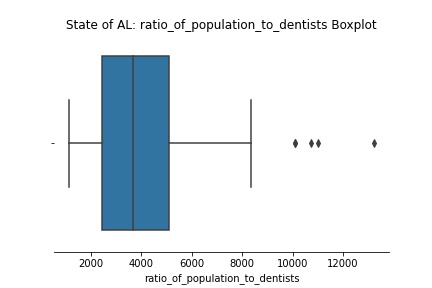 State of AL: ratio_of_population_to_dentists Boxplot
-
2000 4000 6000 8000 10000 12000
ratio_of_population_to_dentists